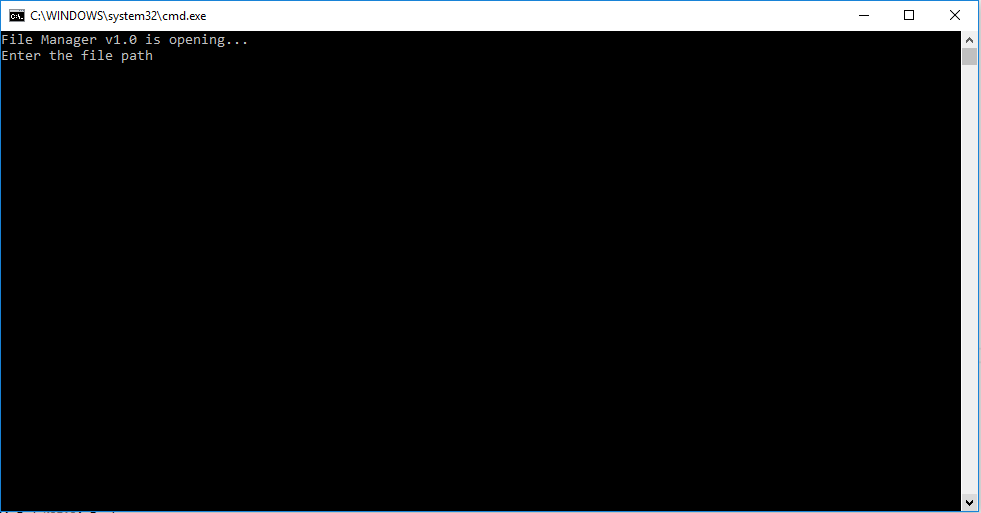 C:\WINDOWS\system32\cmd.exe
File Manager v1.0 is opening...
Enter the file path